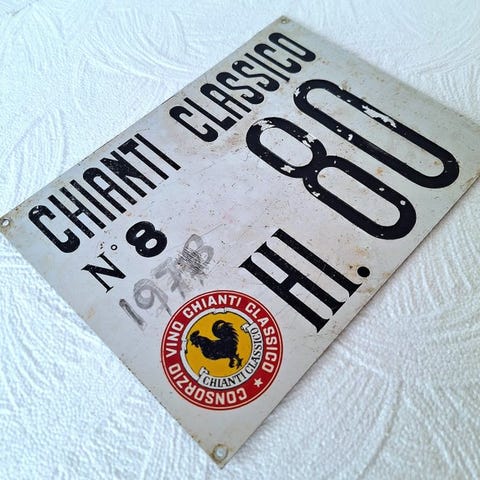 CHIANTI CLASSICO
N° 8
Hl. 80
CONSORZIO VINO CHIANTI CLASSICO
CHIANTI CLASSICO